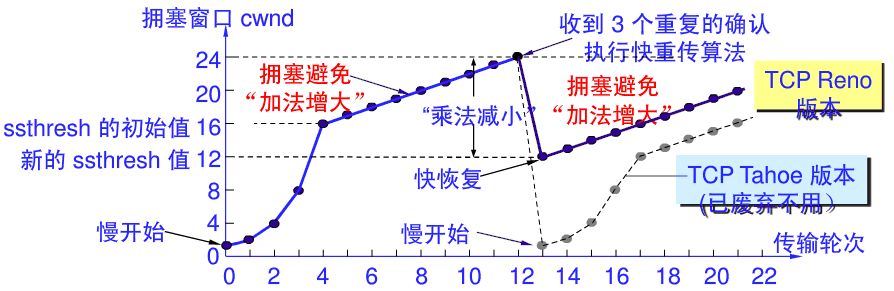 拥塞窗口 cwnd
收到 3 个重复的确认
执行快重传算法
24
拥塞避免
“加法增大”
拥塞避免
“加法增大”
TCP Reno
版本
20
“乘法减小”
ssthresh 的初始值 16
新的 ssthresh 值 12
快恢复
TCP Tahoe 版本
(已废弃不用)
8
4
慢开始
慢开始
0
传输轮次
0 2 4 6 8 10 12 14 16 18 20 22